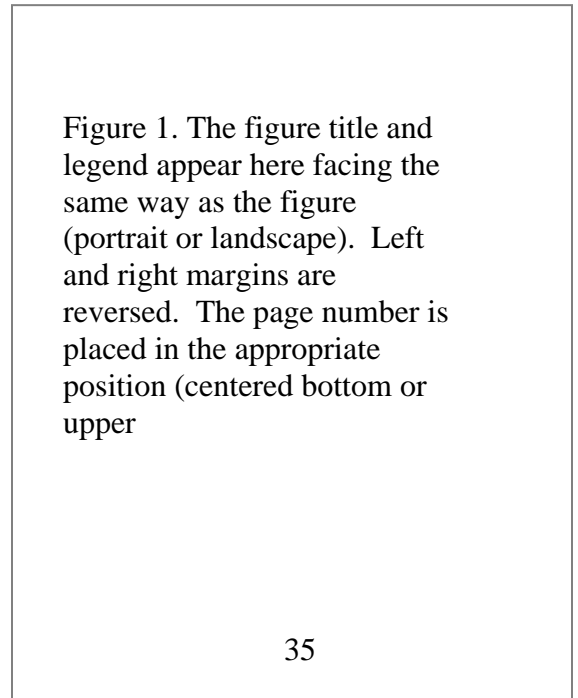 Figure 1. The figure title and
legend appear here facing the
same way as the figure
(portrait or landscape).  Left
and right margins are
reversed.  The page number is
placed in the appropriate
position (centered bottom or
upper
35